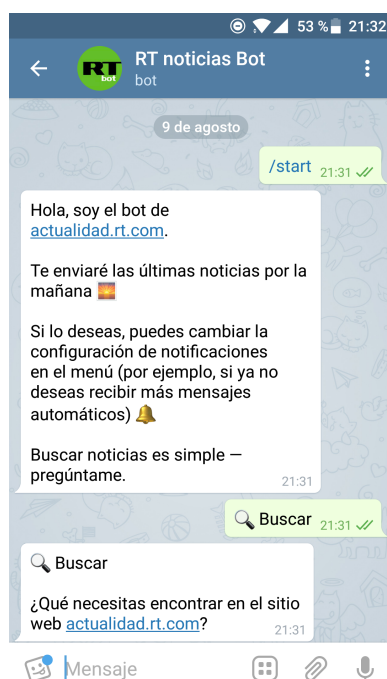 53 % 21:32
RT bot
RT noticias Bot
bot
9 de agosto
/start 21:31
Hola, soy el bot de
actualidad.rt.com.
Te enviaré las últimas noticias por la
mañana
Si lo deseas, puedes cambiar la
configuración de notificaciones
en el menú (por ejemplo, si ya no
deseas recibir más mensajes
automáticos)
Buscar noticias es simple —
pregúntame.
21:31
Buscar 21:31
Buscar
¿Qué necesitas encontrar en el sitio
web actualidad.rt.com?
21:31
Mensaje